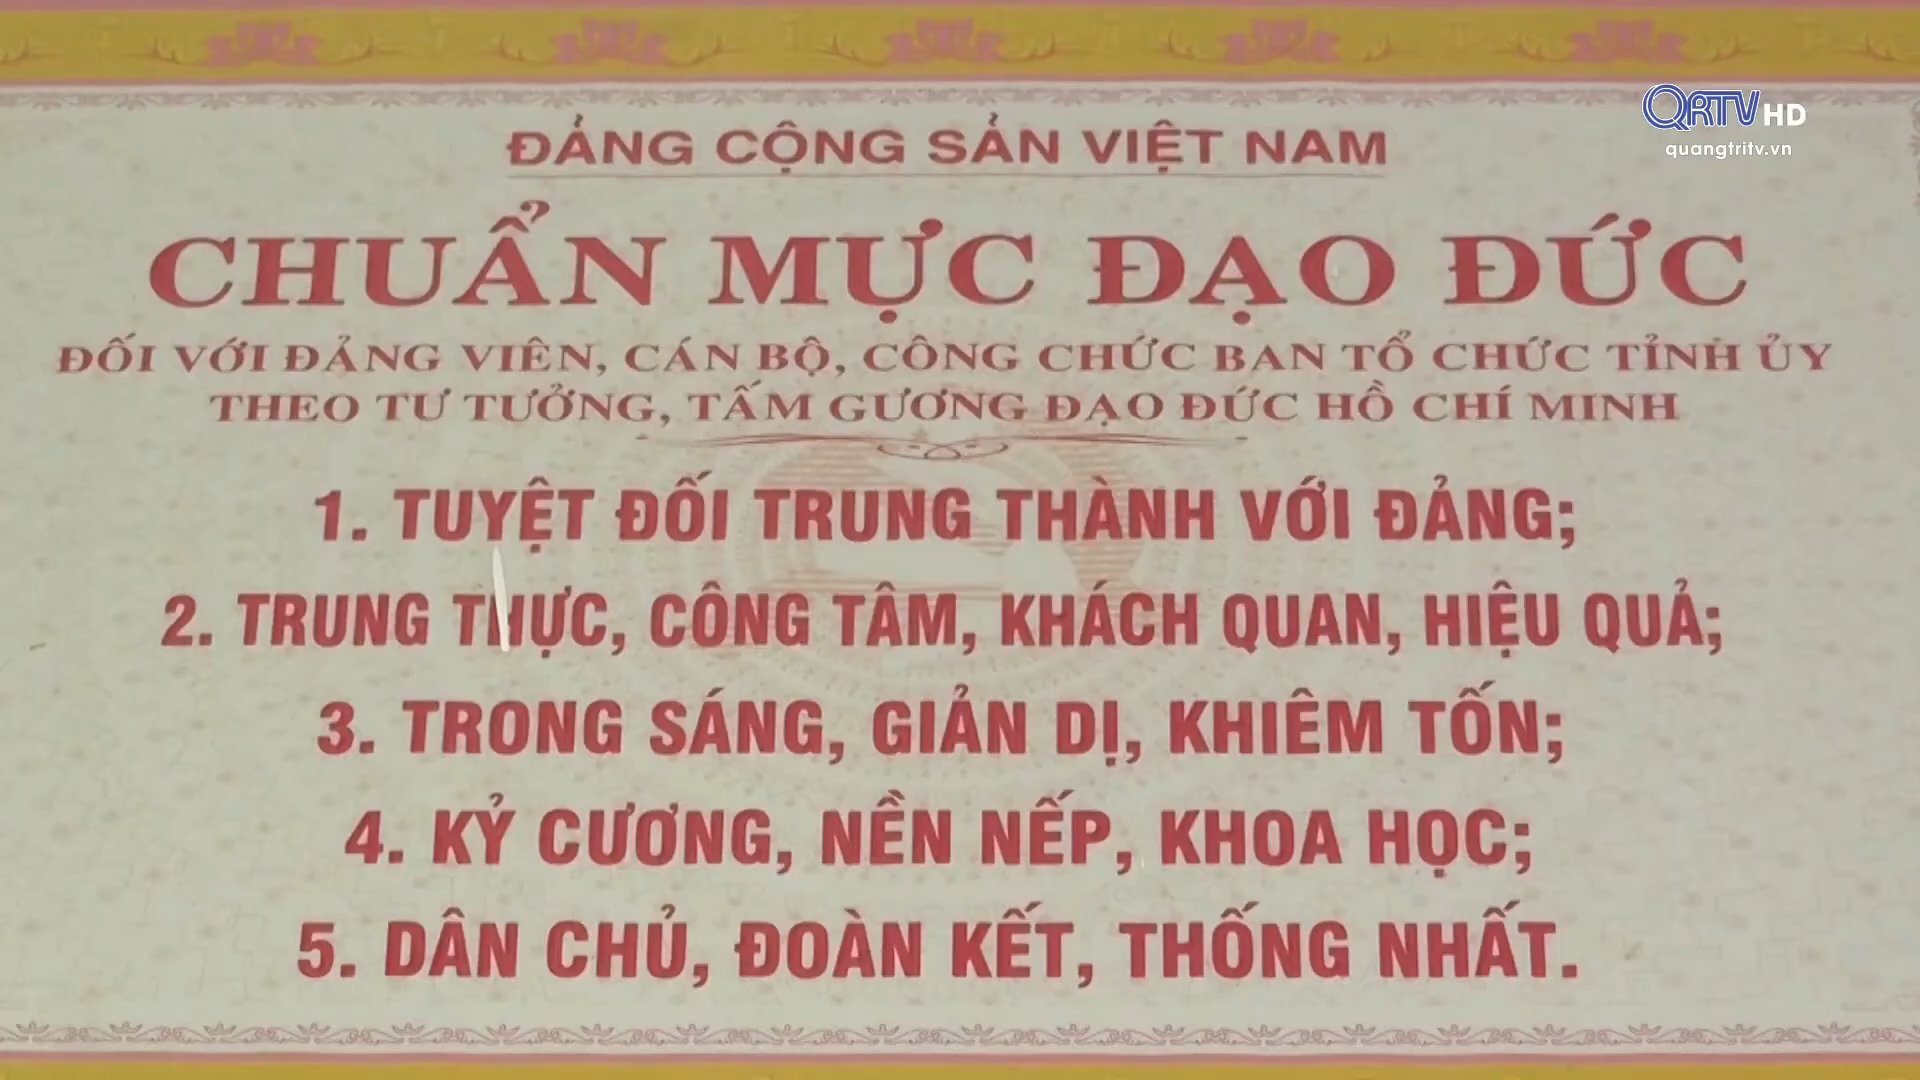 QRTV HD
quangtritv.vn
ĐẢNG CỘNG SẢN VIỆT NAM
CHUẨN MỰC ĐẠO ĐỨC
ĐỐI VỚI ĐẢNG VIÊN, CÁN BỘ, CÔNG CHỨC BAN TỔ CHỨC TỈNH ỦY
THEO TƯ TƯỞNG, TẤM GƯƠNG ĐẠO ĐỨC HỒ CHÍ MINH
1. TUYỆT ĐỐI TRUNG THÀNH VỚI ĐẢNG;
2. TRUNG THỰC, CÔNG TÂM, KHÁCH QUAN, HIỆU QUẢ;
3. TRONG SÁNG, GIẢN DỊ, KHIÊM TỐN;
4. KỶ CƯƠNG, NỀN NẾP, KHOA HỌC;
5. DÂN CHỦ, ĐOÀN KẾT, THỐNG NHẤT.